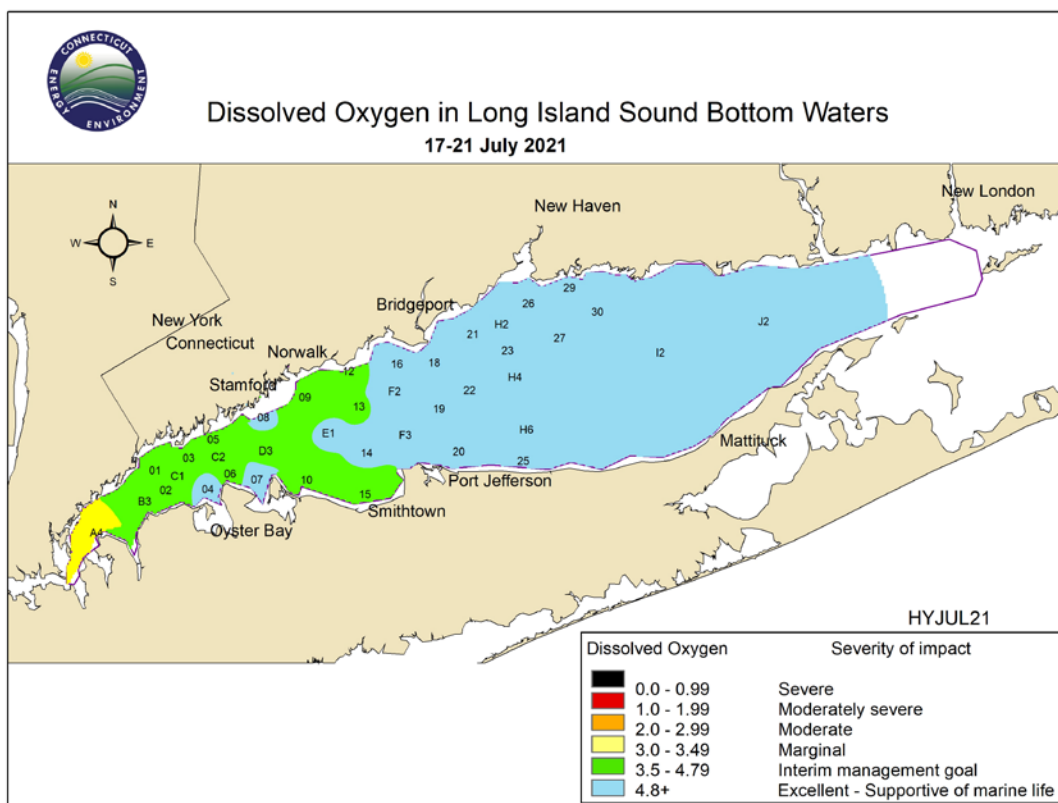 CONNECTICUT
ENERGY
ENVIRONMENT
Dissolved Oxygen in Long Island Sound Bottom Waters
17-21 July 2021
New London
New Haven
N
W
E
S
29
26
30
Bridgeport
New York
Connecticut
H2
J2
21
27
Norwalk
23
I2
16
18
12
Stamford
H4
F2
22
09
13
19
08
E1
F3
H6
05
Mattituck
D3
14
20
25
03
C2
01
C1
06
07
10
Port Jefferson
02
04
B3
15
Smithtown
Oyster Bay
A4
HYJUL21
Dissolved Oxygen Severity of impact
0.0 - 0.99 Severe
1.0 - 1.99 Moderately severe
2.0 - 2.99 Moderate
3.0 - 3.49 Marginal
3.5 - 4.79 Interim management goal
4.8+ Excellent - Supportive of marine life